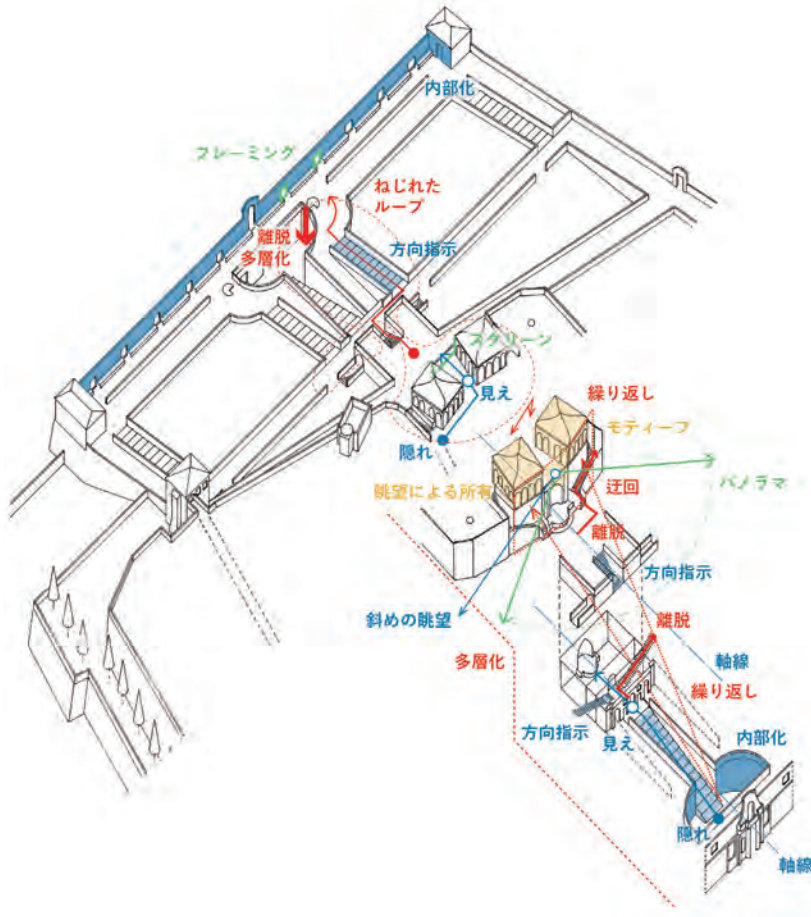 内部化
フレーミング
ねじれた
ループ
離脱
多層化
方向指示
スクリーン
見え
繰り返し
モティーフ
隠れ
眺望による所有
迂回
パノラマ
離脱
方向指示
斜めの眺望
離脱
多層化
軸線
繰り返し
方向指示
見え
内部化
隠れ
軸線